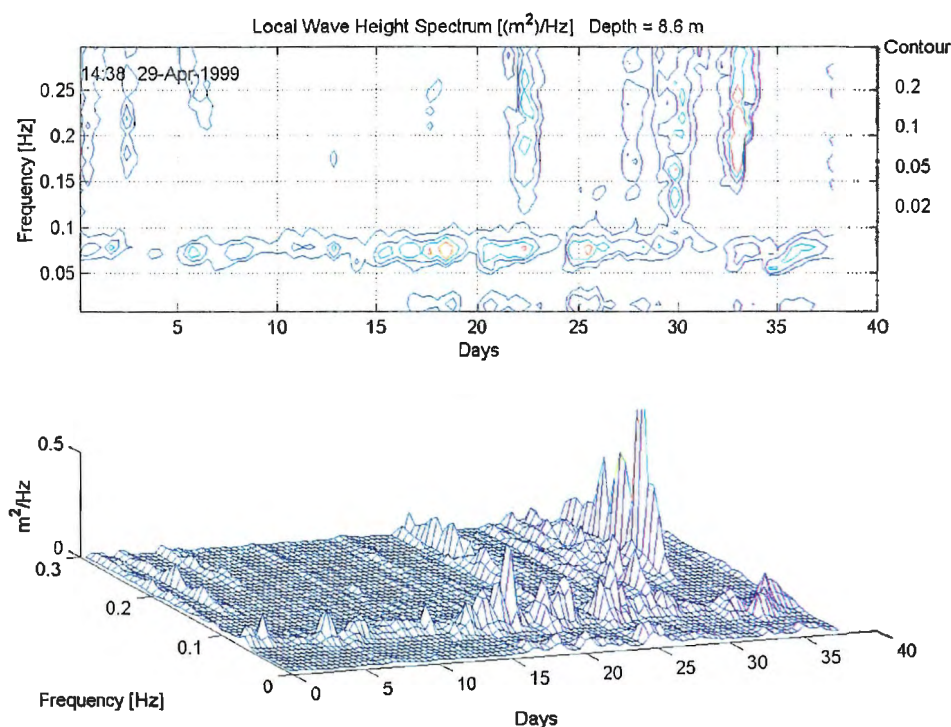 Local Wave Height Spectrum [(m²)/Hz] Depth = 8.6 m
Contour
14:38 29-Apr-1999
0.25
0.2
0.15
0.1
0.05
Frequency [Hz]
0.2
0.1
0.05
0.02
5 10 15 20 25 30 35 40
Days
0.5
0
m²/Hz
0.3
0.2
0.1
0
Frequency [Hz]
0 5 10 15 20 25 30 35 40
Days